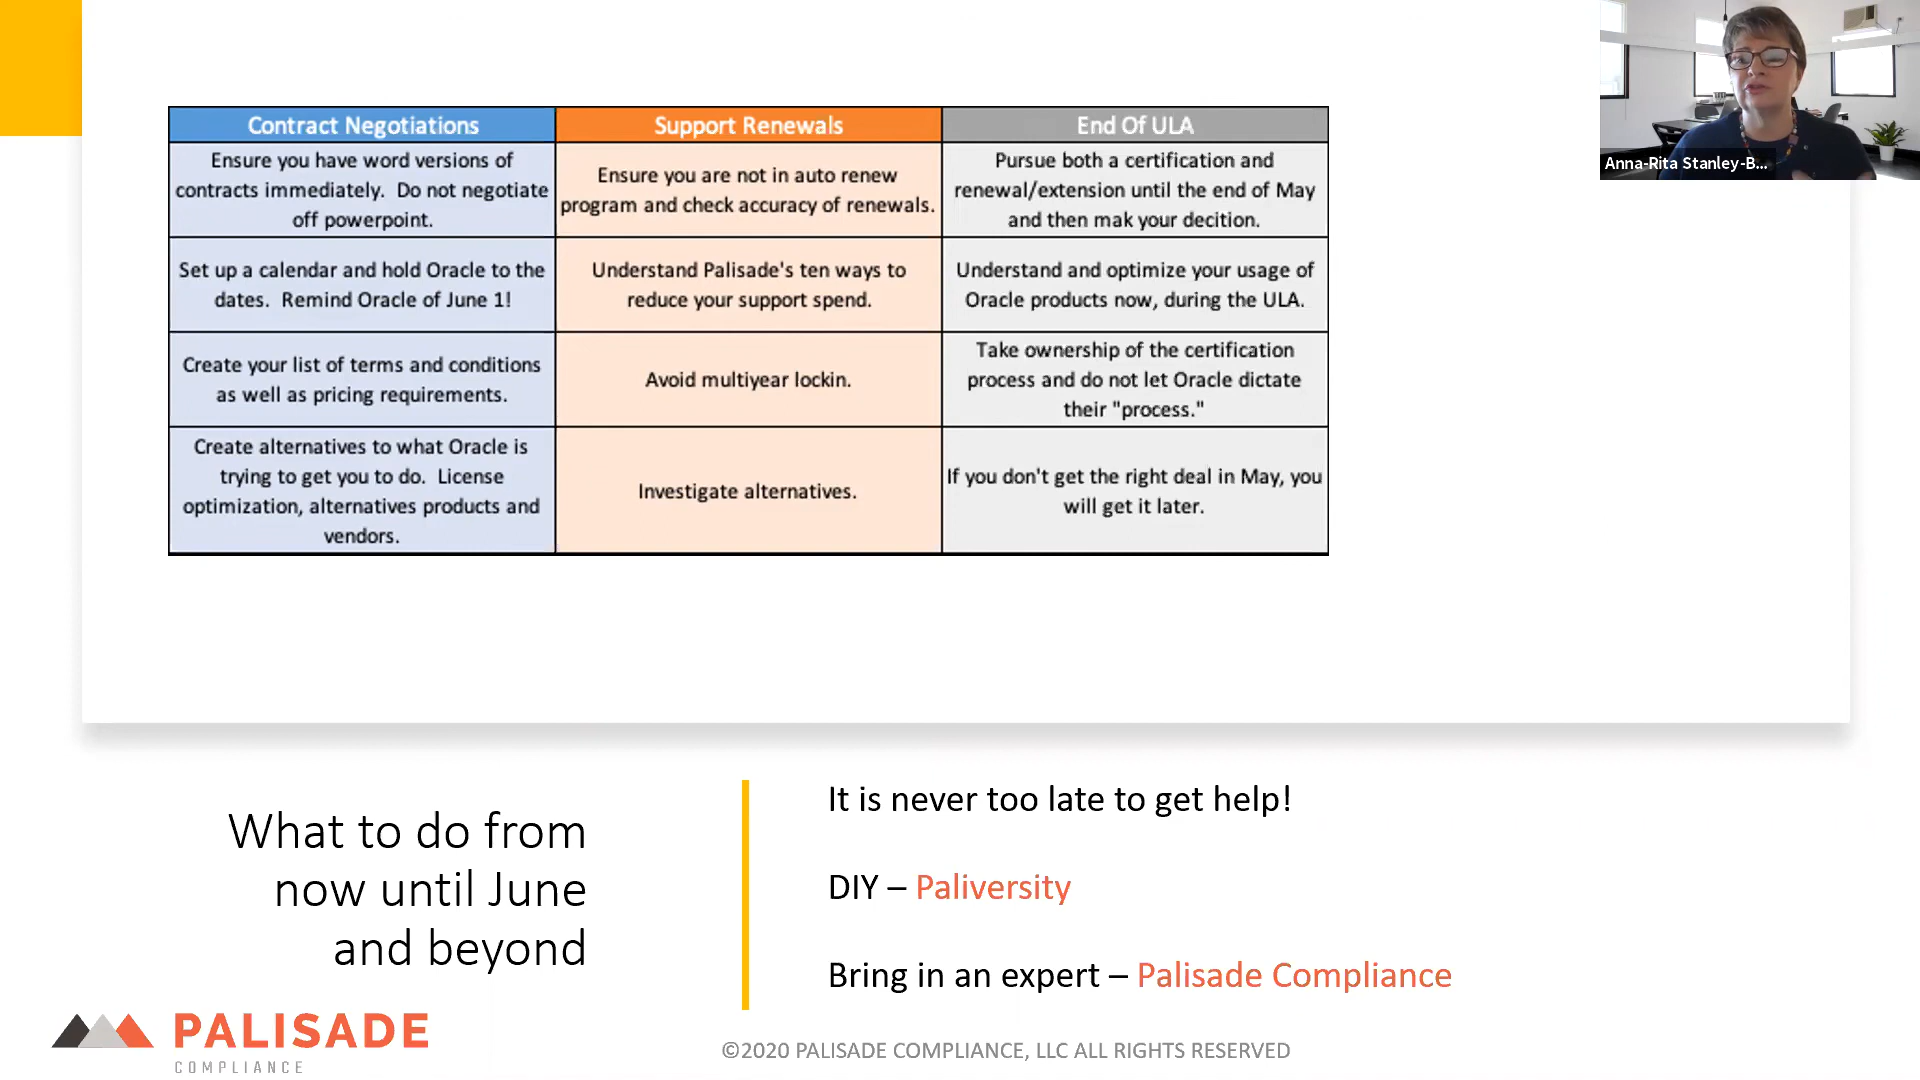 Contract Negotiations
Support Renewals
End Of ULA
Ensure you have word versions of
contracts immediately. Do not negotiate
off powerpoint.
Ensure you are not in auto renew
program and check accuracy of renewals.
Pursue both a certification and
renewal/extension until the end of May
and then mak your decition.
Set up a calendar and hold Oracle to the
dates. Remind Oracle of June 1!
Understand Palisade's ten ways to
reduce your support spend.
Understand and optimize your usage of
Oracle products now, during the ULA.
Create your list of terms and conditions
as well as pricing requirements.
Avoid multiyear lockin.
Take ownership of the certification
process and do not let Oracle dictate
their "process."
Create alternatives to what Oracle is
trying to get you to do. License
optimization, alternatives products and
vendors.
Investigate alternatives.
If you don't get the right deal in May, you
will get it later.
Anna-Rita Stanley-B...
What to do from
now until June
and beyond
It is never too late to get help!
DIY – Paliversity
Bring in an expert – Palisade Compliance
PALISADE
COMPLIANCE
©2020 PALISADE COMPLIANCE, LLC ALL RIGHTS RESERVED